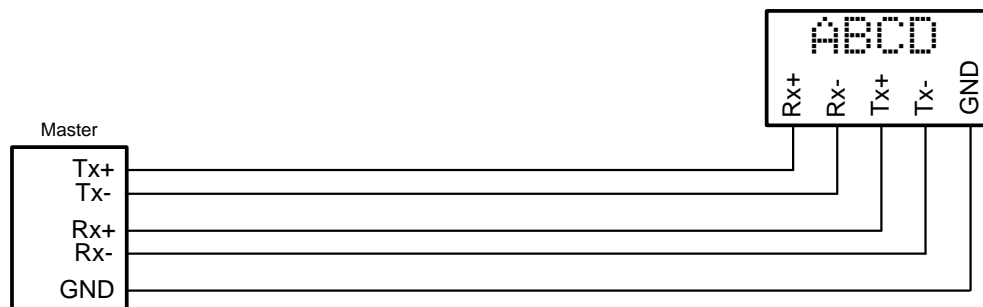 ABCD
Rx+
Rx-
Tx+
Tx-
GND
Master
Tx+
Tx-
Rx+
Rx-
GND